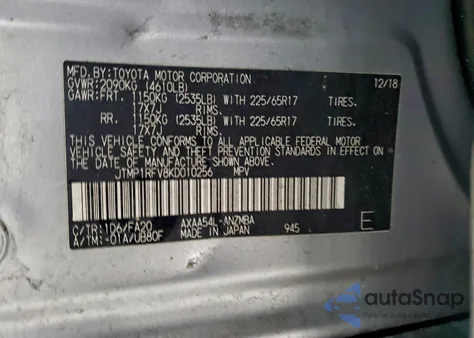 MFD. BY: TOYOTA MOTOR CORPORATION 12/18
GVWR: 2090KG (4610LB)
GAWR: FRT. 1150KG (2535LB) WITH 225/65R17 TIRES.
17X7J RIMS.
RR. 1150KG (2535LB) WITH 225/65R17 TIRES.
17X7J RIMS.
THIS VEHICLE CONFORMS TO ALL APPLICABLE FEDERAL MOTOR
VEHICLE SAFETY AND THEFT PREVENTION STANDARDS IN EFFECT
ON THE DATE OF MANUFACTURE SHOWN ABOVE.
JTMP1RFV8KD010256 MPV
C/TR: 1D6/FA20 AXAA54L-ANZMBA
A/TM: -01A/UB80F MADE IN JAPAN 945 E
autoSnap